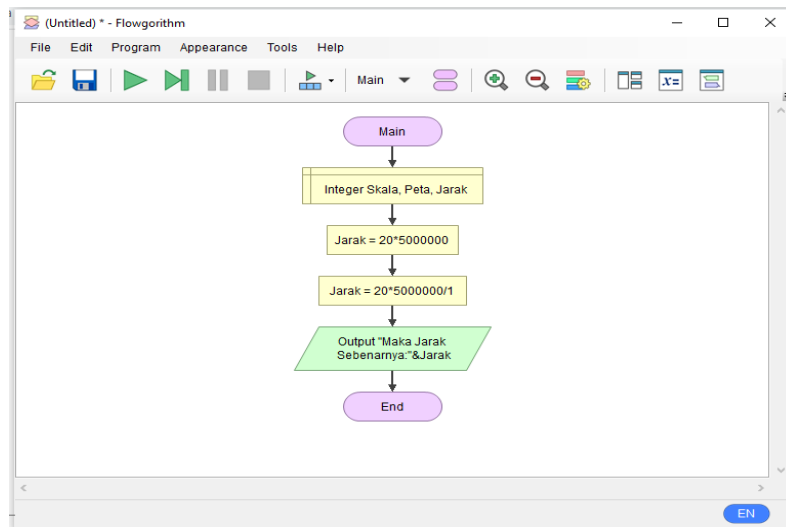 (Untitled) * - Flowgorithm
File Edit Program Appearance Tools Help
Main
x=
Main
Integer Skala, Peta, Jarak
Jarak = 20*5000000
Jarak = 20*5000000/1
Output "Maka Jarak
Sebenarnya:"&Jarak
End
EN